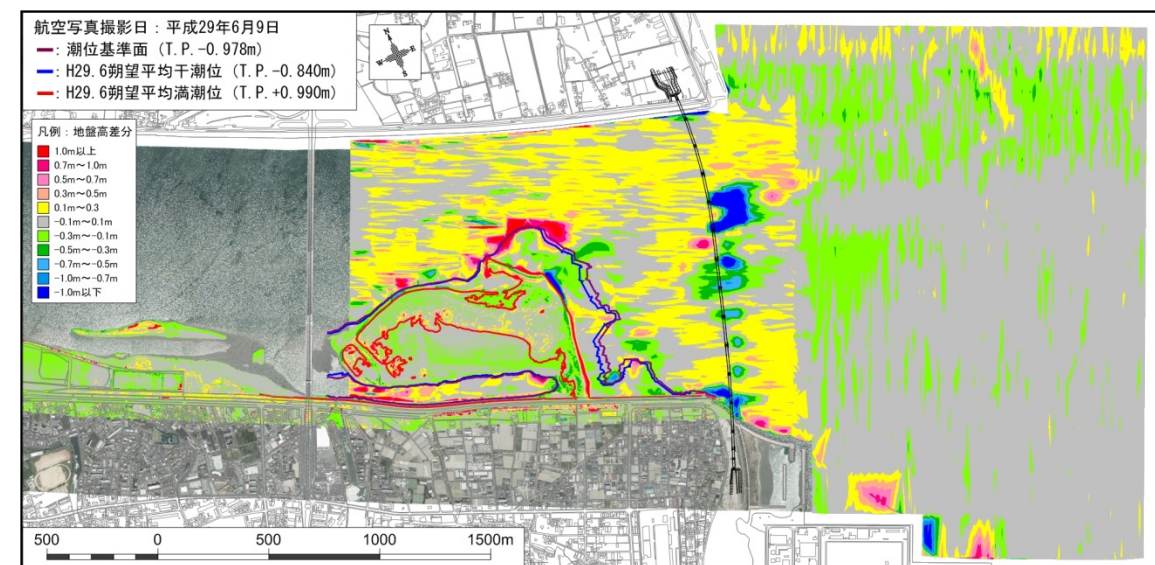 航空写真撮影日：平成29年6月9日
━：潮位基準面（T.P.-0.978m）
━：H29.6朔望平均干潮位（T.P.-0.840m）
━：H29.6朔望平均満潮位（T.P.+0.990m）
N
W
E
S
凡例：地盤高差分
1.0m以上
0.7m～1.0m
0.5m～0.7m
0.3m～0.5m
0.1m～0.3
-0.1m～0.1m
-0.3m～-0.1m
-0.5m～-0.3m
-0.7m～-0.5m
-1.0m～-0.7m
-1.0m以下
500 0 500 1000 1500m